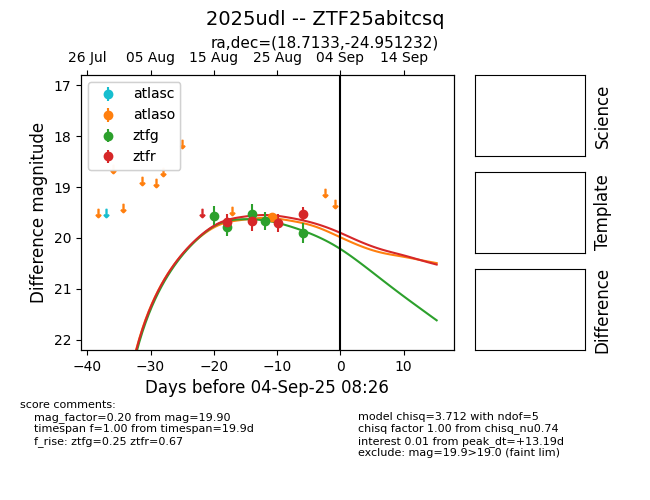 2025udl -- ZTF25abitcsq
ra,dec=(18.7133,-24.951232)
26 Jul 05 Aug 15 Aug 25 Aug 04 Sep 14 Sep
atlasc
atlaso
ztfg
ztfr
17
18
19
20
21
22
Difference magnitude
−40 −30 −20 −10 0 10
Days before 04-Sep-25 08:26
Science
Template
Difference
score comments:
mag_factor=0.20 from mag=19.90
timespan f=1.00 from timespan=19.9d
f_rise: ztfg=0.25 ztfr=0.67
model chisq=3.712 with ndof=5
chisq factor 1.00 from chisq_nu0.74
interest 0.01 from peak_dt=+13.19d
exclude: mag=19.9>19.0 (faint lim)